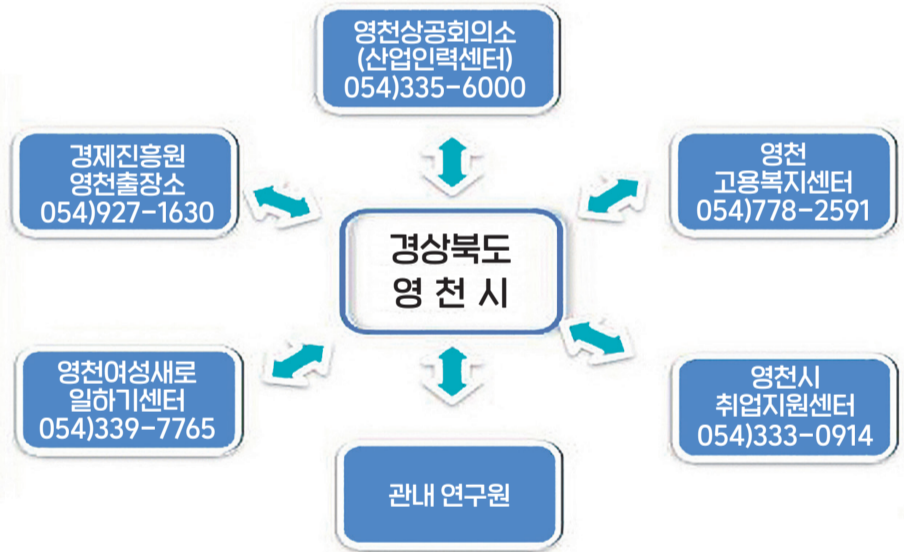 영천상공회의소
(산업인력센터)
054)335-6000
경제진흥원
영천출장소
054)927-1630
영천
고용복지센터
054)778-2591
경상북도
영 천 시
영천여성새로
일하기센터
054)339-7765
영천시
취업지원센터
054)333-0914
관내 연구원